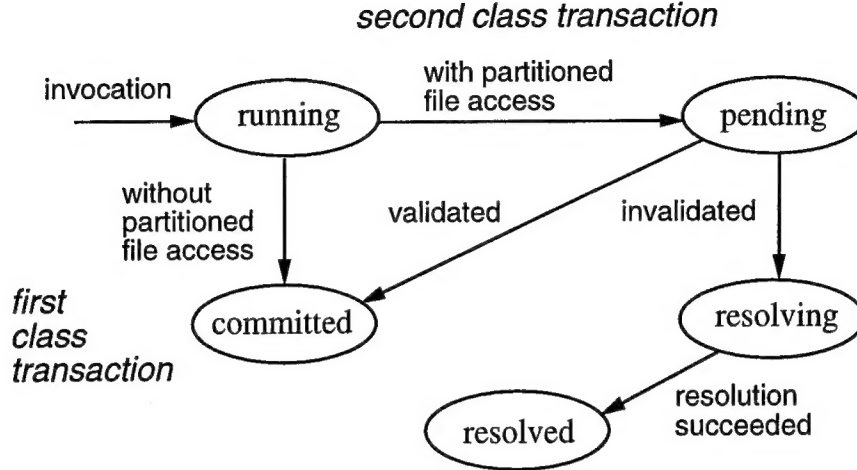 second class transaction
invocation
running
with partitioned
file access
pending
without
partitioned
file access
validated
invalidated
first
class
transaction
committed
resolving
resolved
resolution
succeeded